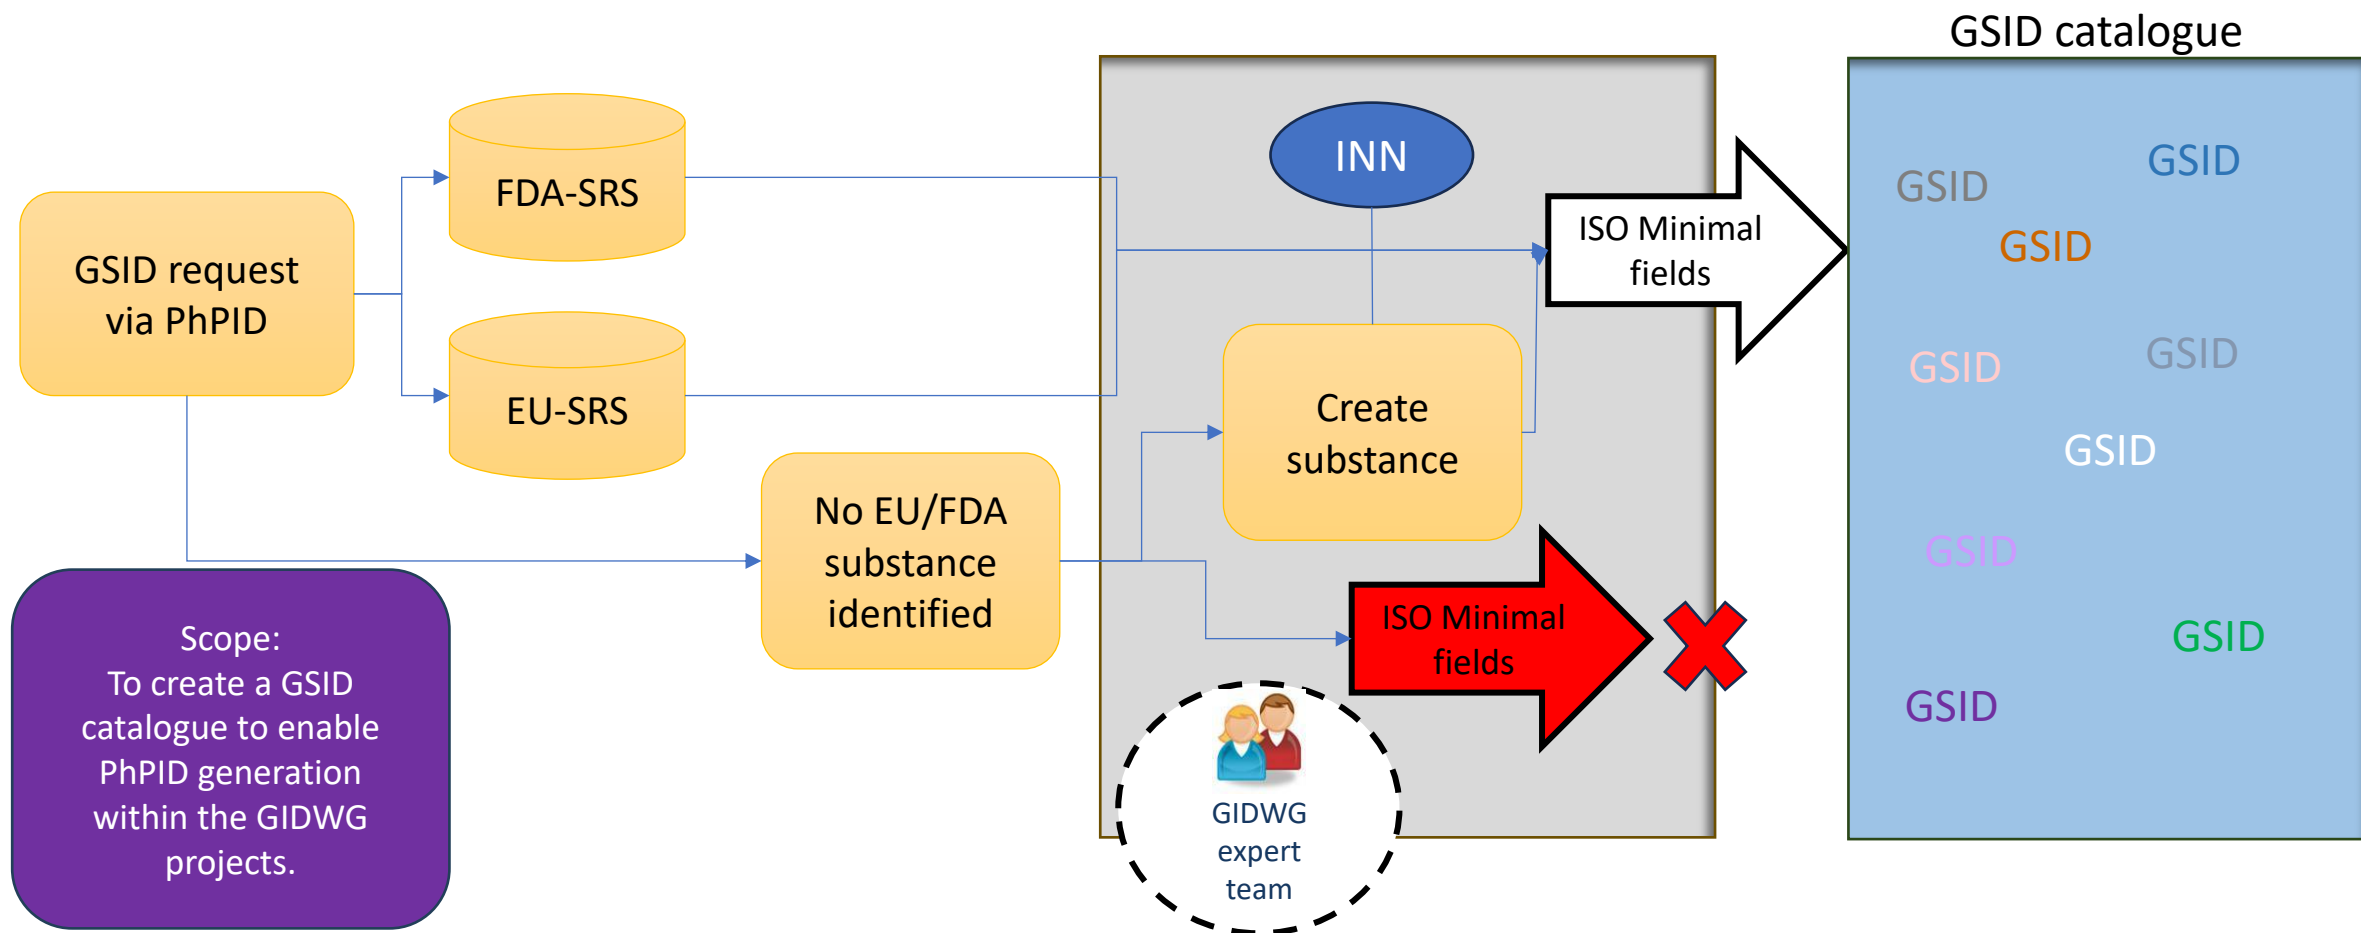 GSID catalogue
GSID request
via PhPID
FDA-SRS
EU-SRS
No EU/FDA
substance
identified
INN
Create
substance
ISO Minimal
fields
ISO Minimal
fields
GIDWG
expert
team
Scope:
To create a GSID
catalogue to enable
PhPID generation
within the GIDWG
projects.
GSID
GSID
GSID
GSID
GSID
GSID
GSID
GSID
GSID